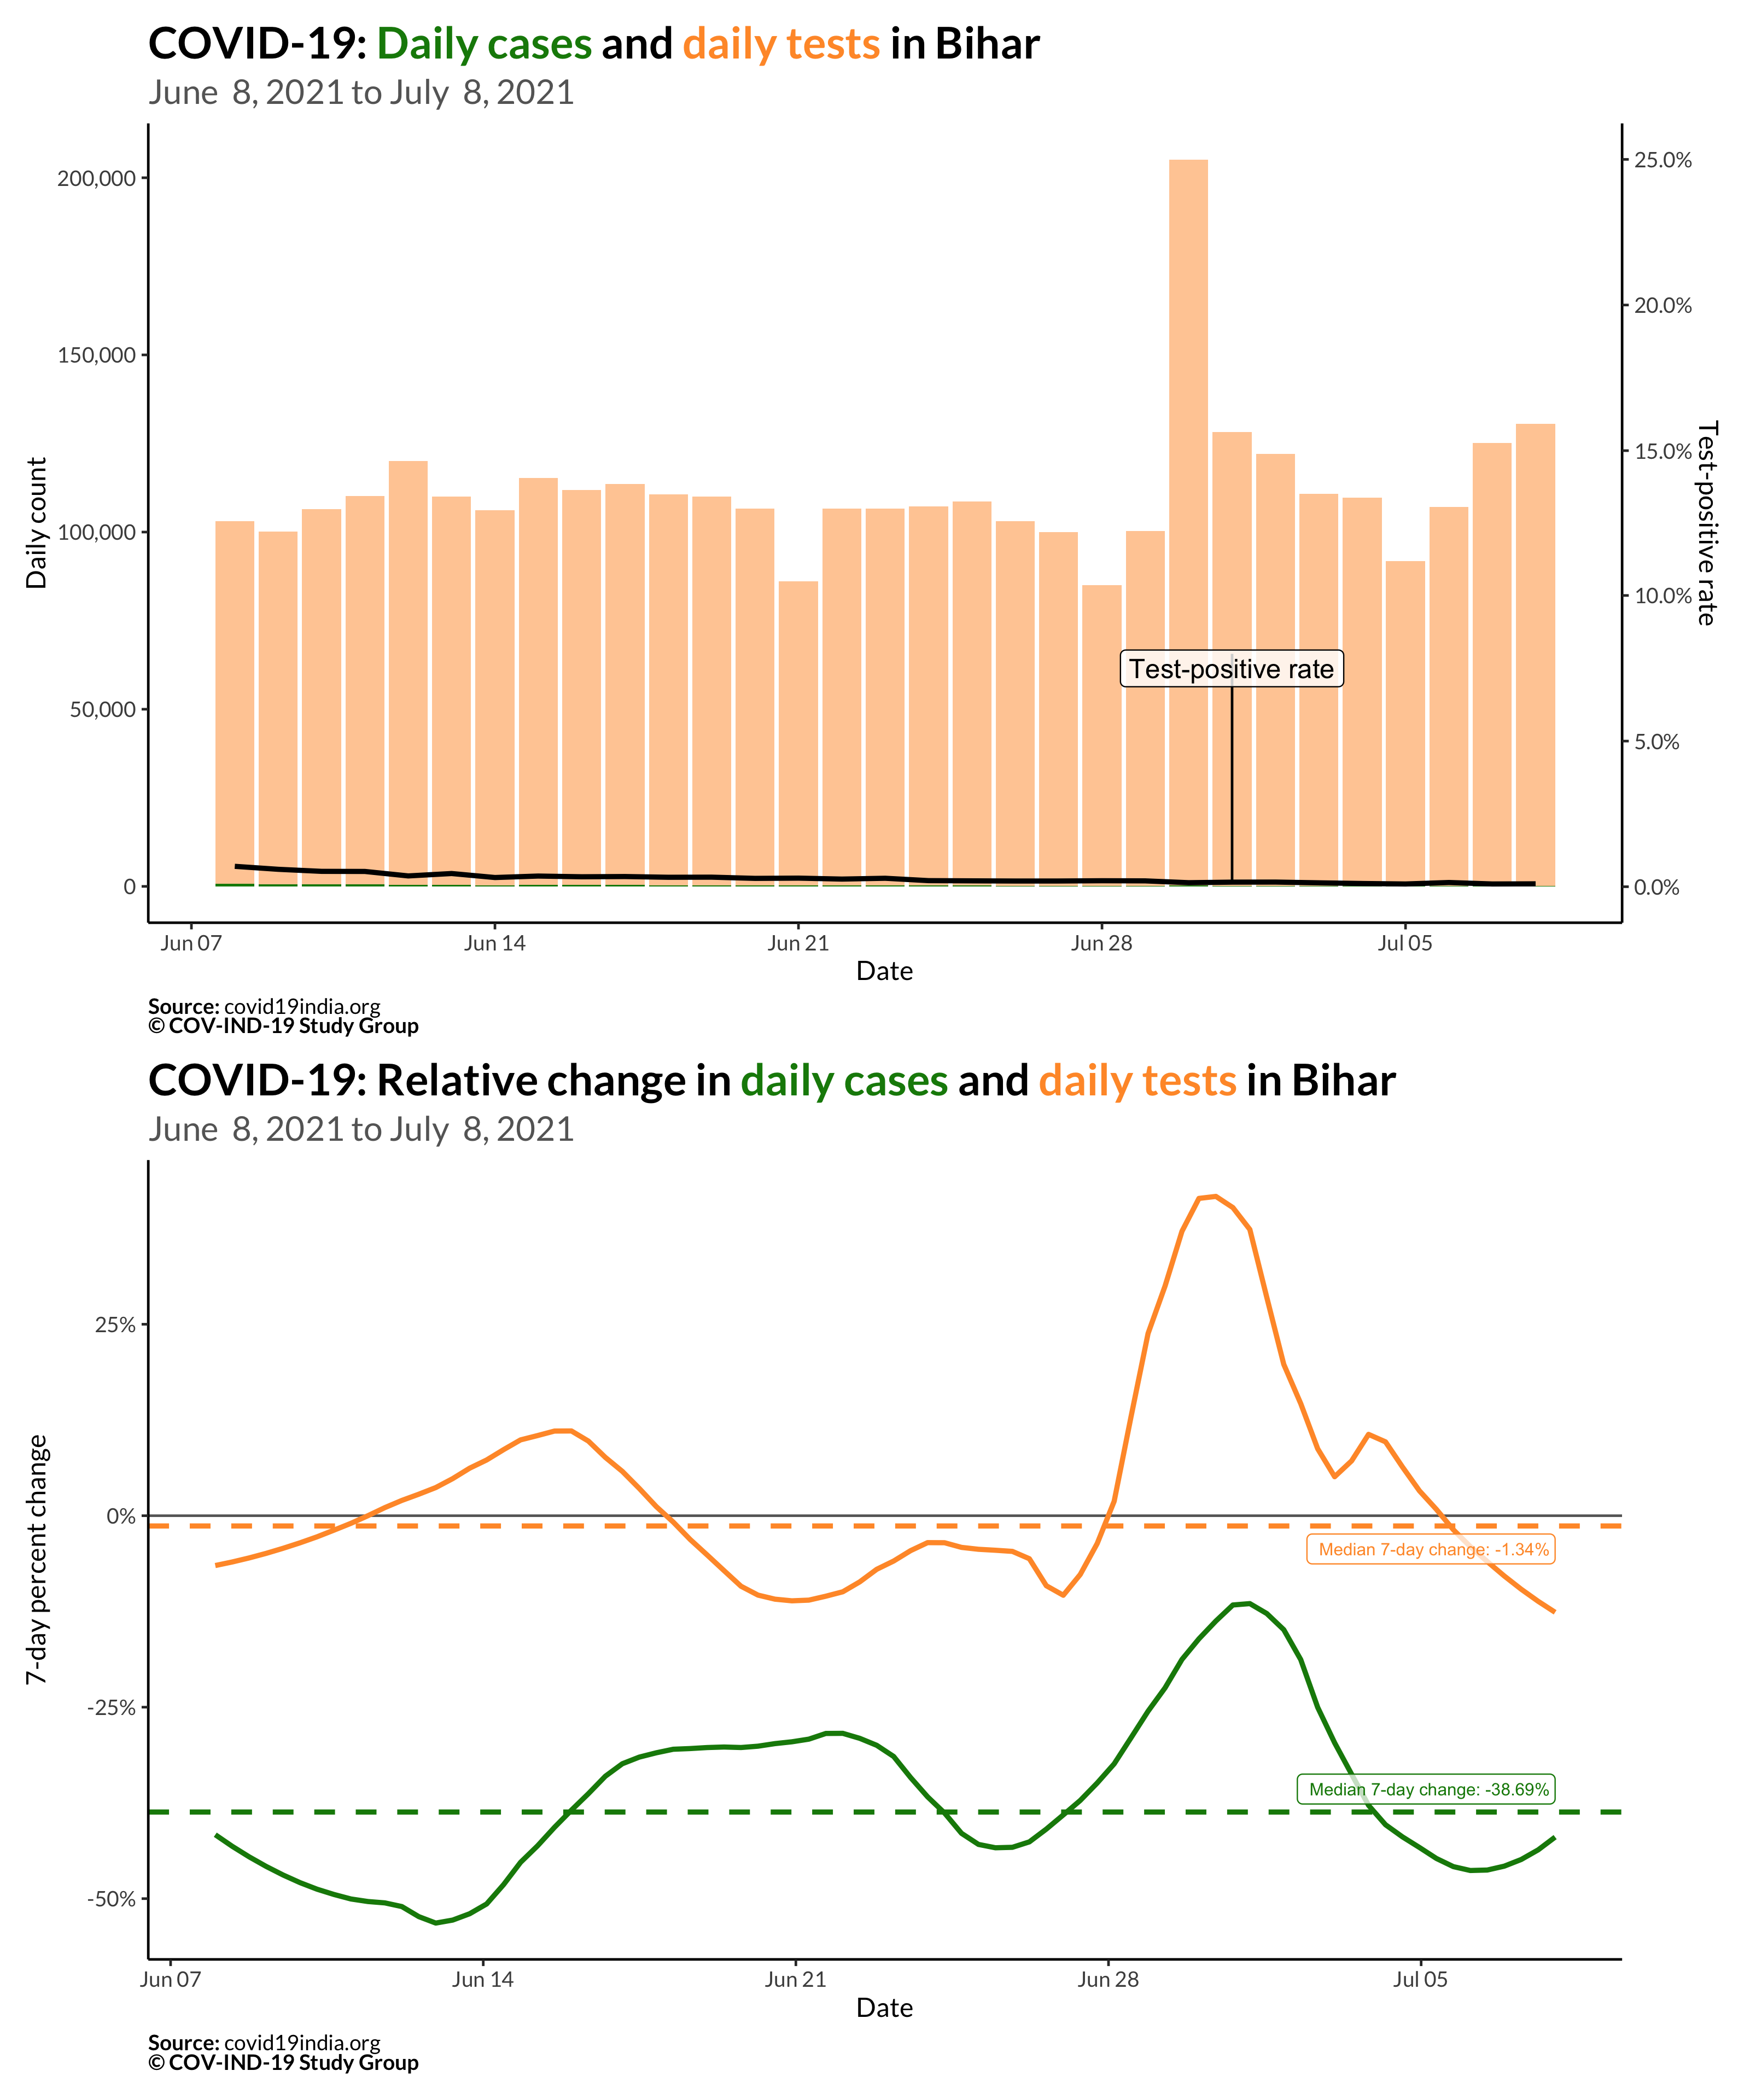 COVID-19: Daily cases and daily tests in Bihar
June 8, 2021 to July 8, 2021
200,000
150,000
100,000
50,000
0
Daily count
25.0%
20.0%
15.0%
10.0%
5.0%
0.0%
Test-positive rate
Test-positive rate
Jun 07
Jun 14
Jun 21
Jun 28
Jul 05
Date
Source: covid19india.org
© COV-IND-19 Study Group
COVID-19: Relative change in daily cases and daily tests in Bihar
June 8, 2021 to July 8, 2021
25%
0%
-25%
-50%
7-day percent change
Median 7-day change: -1.34%
Median 7-day change: -38.69%
Jun 07
Jun 14
Jun 21
Jun 28
Jul 05
Date
Source: covid19india.org
© COV-IND-19 Study Group